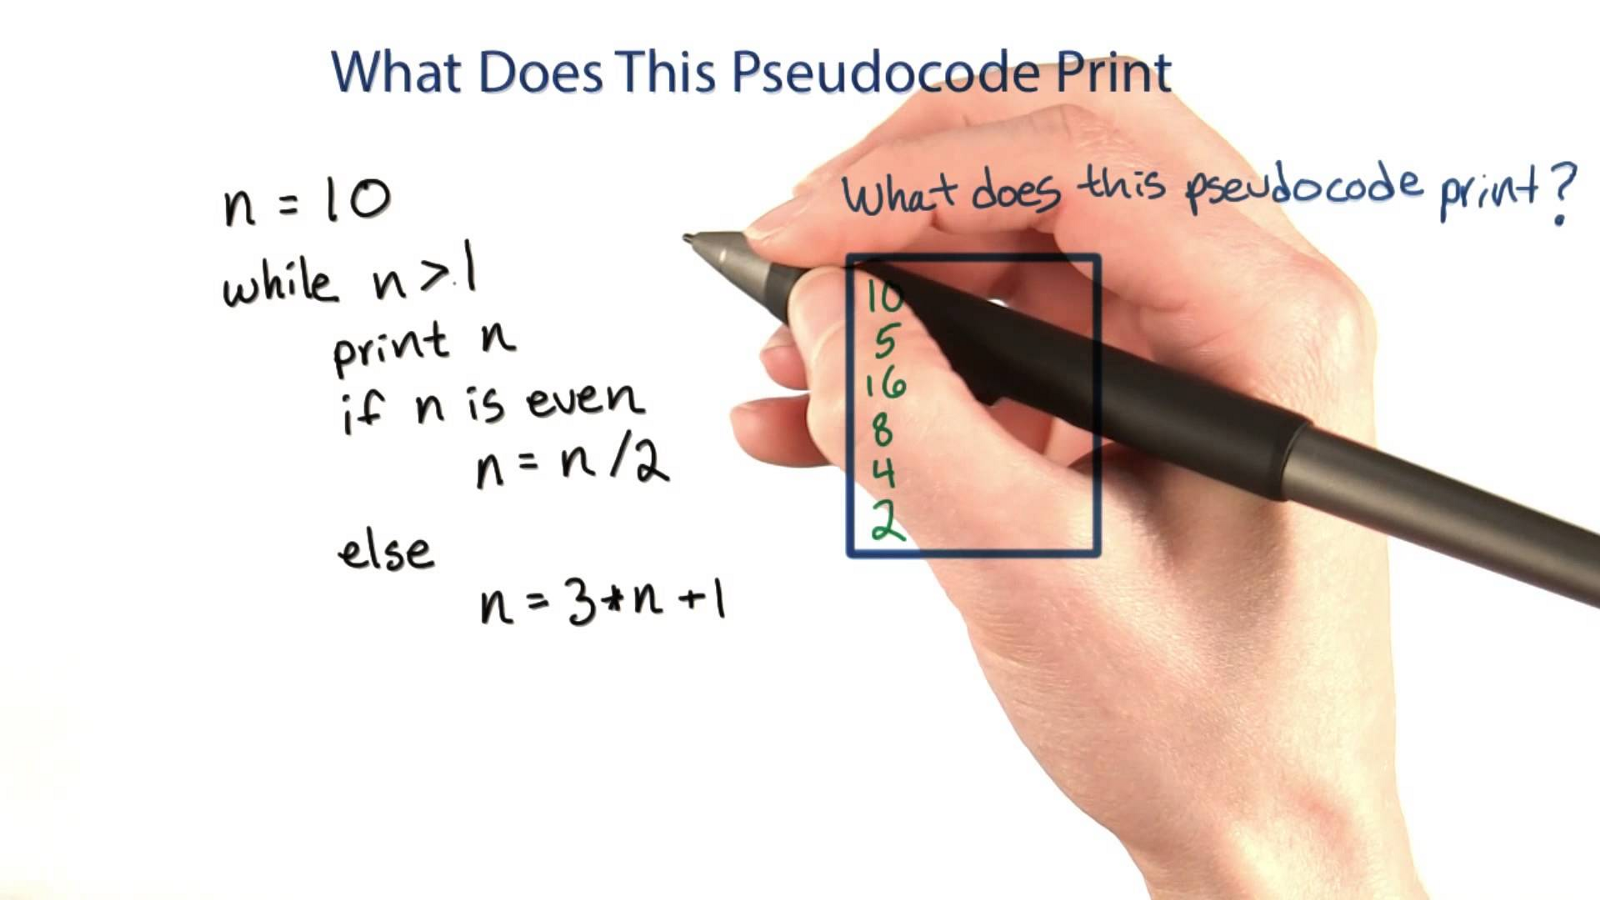 What Does This Pseudocode Print
n = 10
while n > 1
print n
if n is even
n = n / 2
else
n = 3 * n + 1
What does this pseudocode print?
10
5
16
8
4
2